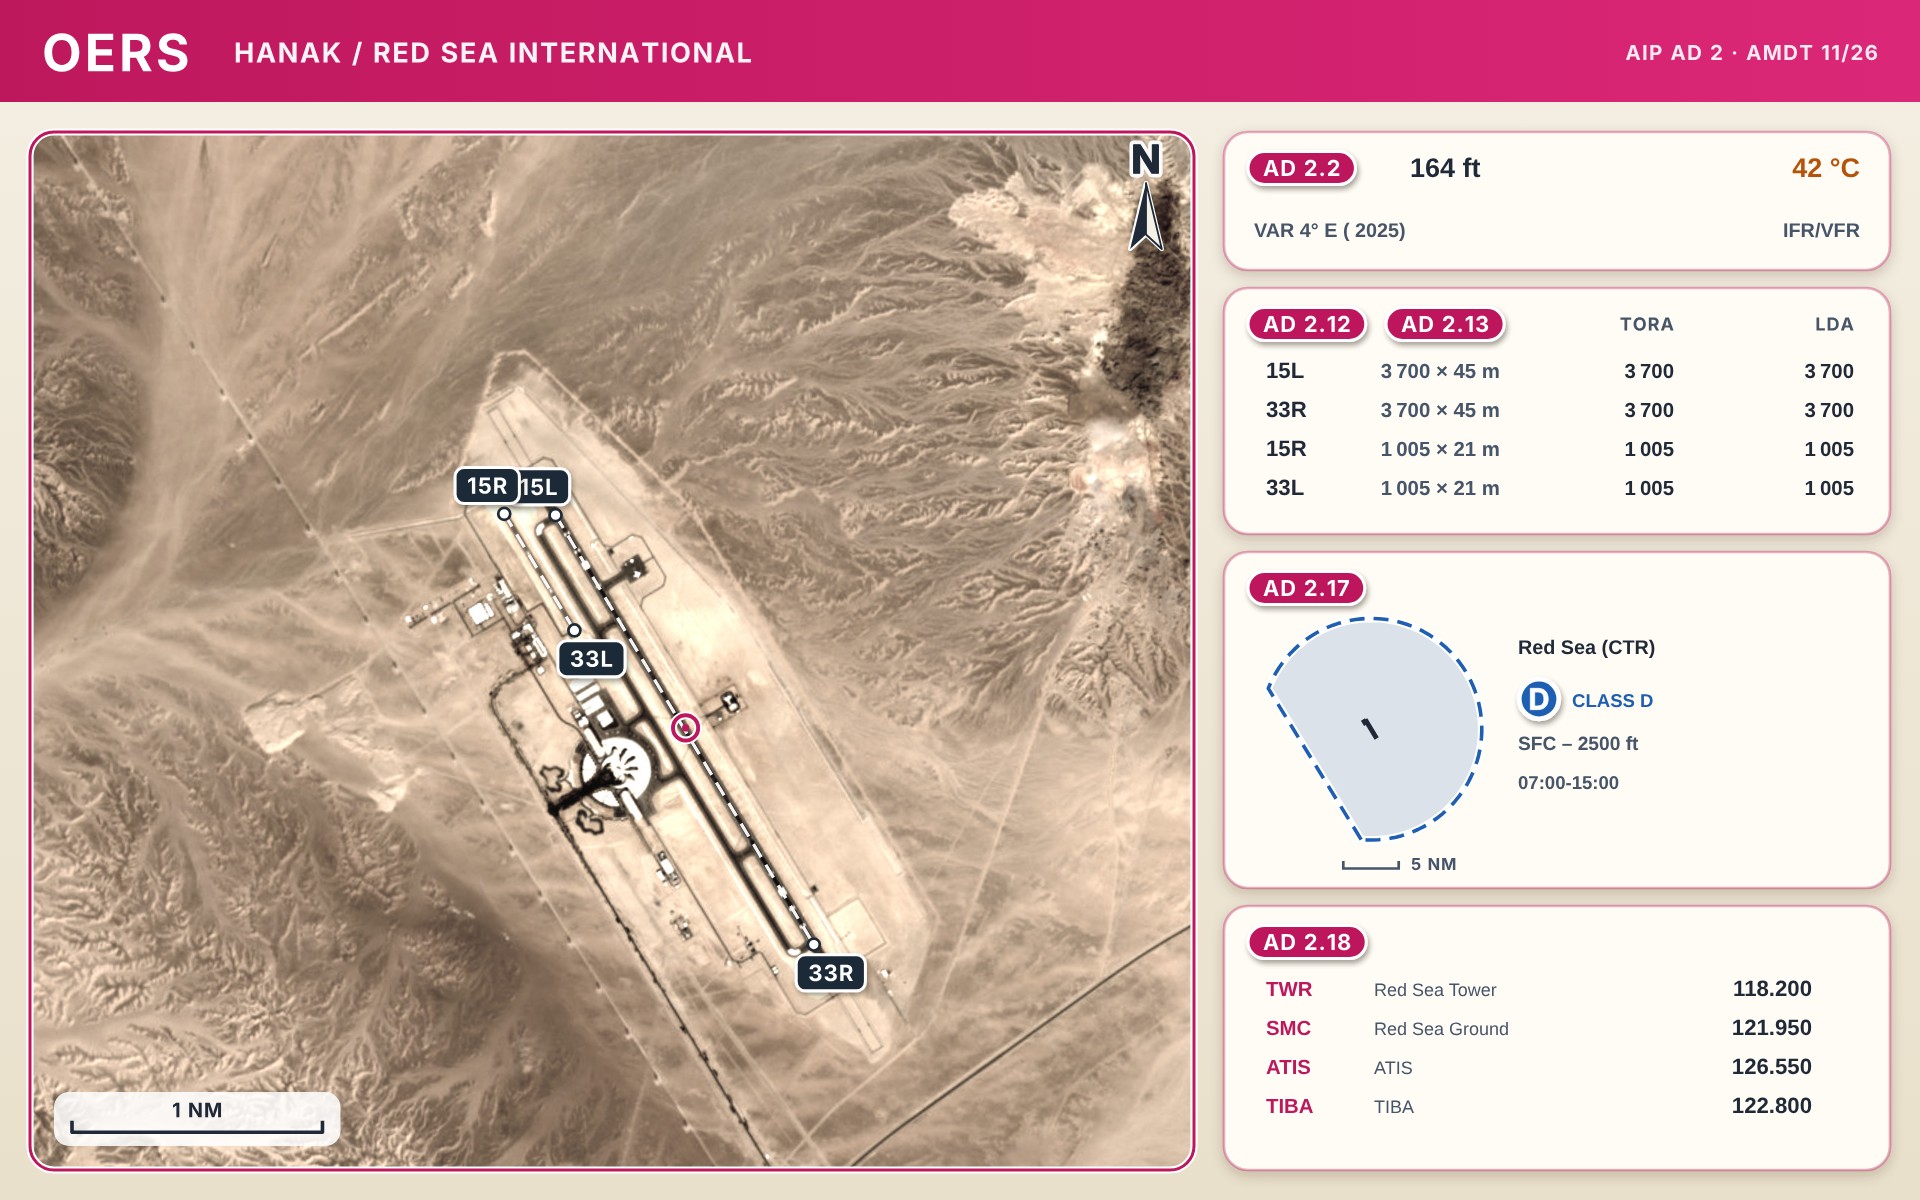 OERS HANAK / RED SEA INTERNATIONAL AIP AD 2 · AMDT 11/26
N
15R 15L
33L
33R
1 NM
AD 2.2 164 ft 42 °C
VAR 4° E ( 2025) IFR/VFR
AD 2.12 AD 2.13 TORA LDA
15L 3 700 × 45 m 3 700 3 700
33R 3 700 × 45 m 3 700 3 700
15R 1 005 × 21 m 1 005 1 005
33L 1 005 × 21 m 1 005 1 005
AD 2.17
Red Sea (CTR)
D CLASS D
SFC – 2500 ft
07:00-15:00
5 NM
AD 2.18
TWR Red Sea Tower 118.200
SMC Red Sea Ground 121.950
ATIS ATIS 126.550
TIBA TIBA 122.800